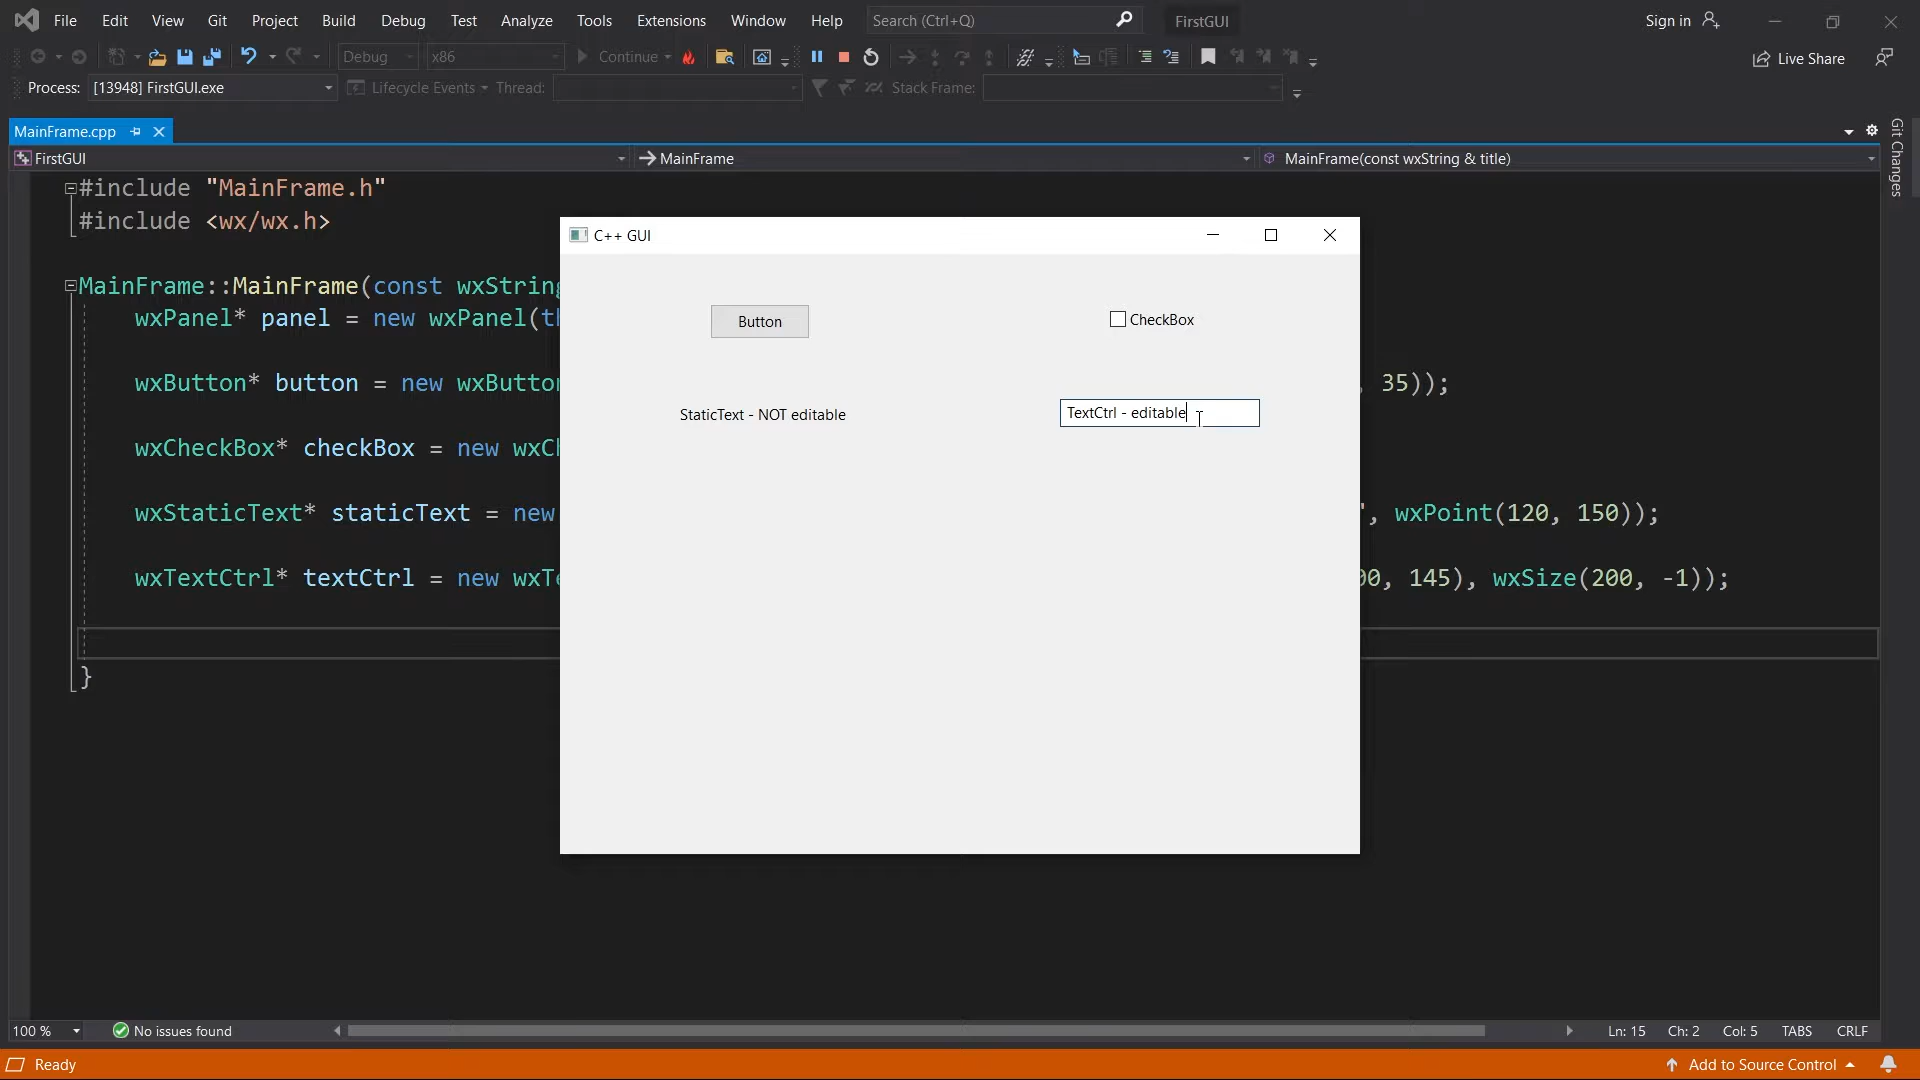 File Edit View Git Project Build Debug Test Analyze Tools Extensions Window Help Search (Ctrl+Q) FirstGUI Sign in
Debug x86 Continue Live Share
Process: [13948] FirstGUI.exe Lifecycle Events Thread: Stack Frame:
MainFrame.cpp
Git Changes
FirstGUI MainFrame MainFrame(const wxString & title)
#include "MainFrame.h"
#include <wx/wx.h>
C++ GUI
MainFrame::MainFrame(const wxString
wxPanel* panel = new wxPanel(th
Button CheckBox
wxButton* button = new wxButton , 35));
StaticText - NOT editable TextCtrl - editable
wxCheckBox* checkBox = new wxCh
wxStaticText* staticText = new ", wxPoint(120, 150));
wxTextCtrl* textCtrl = new wxTe 00, 145), wxSize(200, -1));
}
100 % No issues found Ln: 15 Ch: 2 Col: 5 TABS CRLF
Ready Add to Source Control